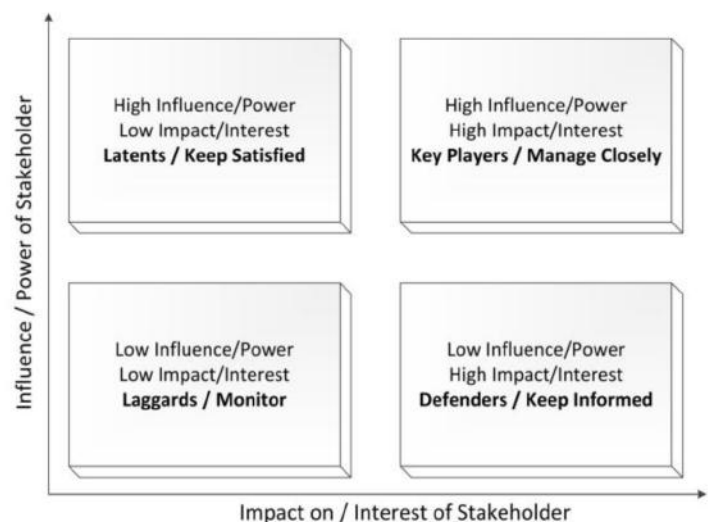 Influence / Power of Stakeholder
High Influence/Power
Low Impact/Interest
Latents / Keep Satisfied
High Influence/Power
High Impact/Interest
Key Players / Manage Closely
Low Influence/Power
Low Impact/Interest
Laggards / Monitor
Low Influence/Power
High Impact/Interest
Defenders / Keep Informed
Impact on / Interest of Stakeholder